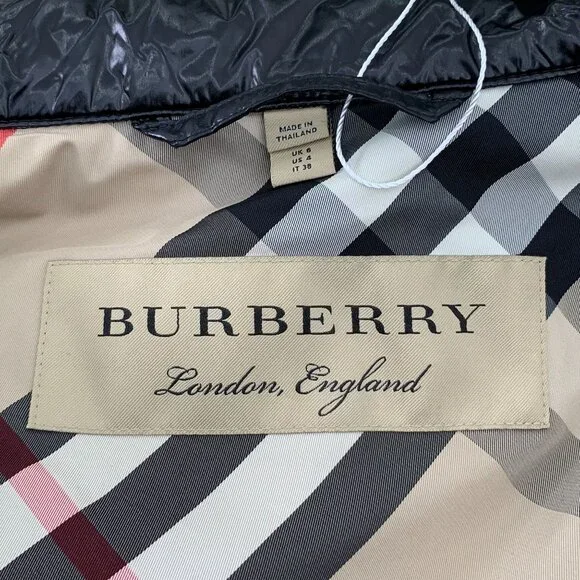 MADE IN
THAILAND
UK 6
US 4
IT 38
BURBERRY
London, England